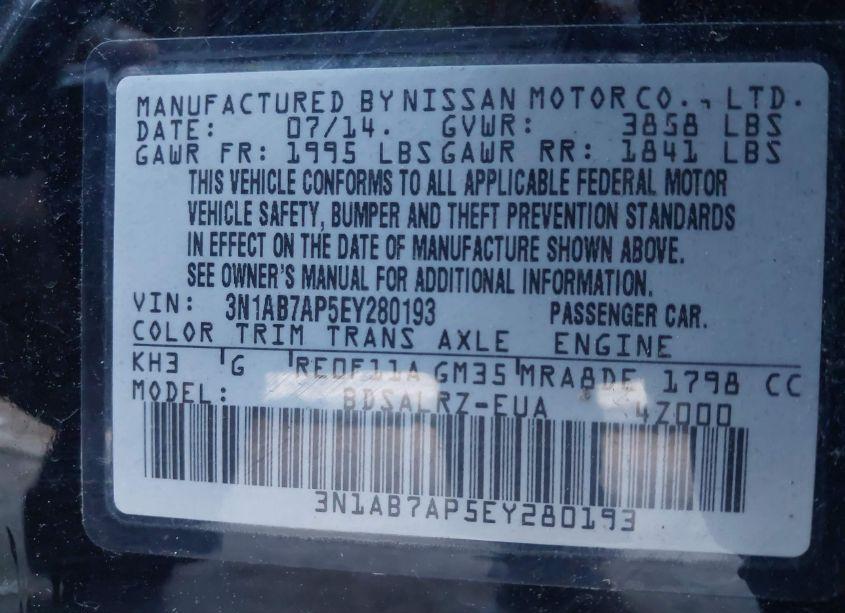 MANUFACTURED BY NISSAN MOTOR CO., LTD.
DATE: 07/14. GVWR: 3858 LBS
GAWR FR: 1995 LBS GAWR RR: 1841 LBS
THIS VEHICLE CONFORMS TO ALL APPLICABLE FEDERAL MOTOR
VEHICLE SAFETY, BUMPER AND THEFT PREVENTION STANDARDS
IN EFFECT ON THE DATE OF MANUFACTURE SHOWN ABOVE.
SEE OWNER'S MANUAL FOR ADDITIONAL INFORMATION.
VIN: 3N1AB7AP5EY280193 PASSENGER CAR.
COLOR TRIM TRANS AXLE ENGINE
KH3 G RE0F11A GM35 MRA8DE 1798 CC
MODEL: BDSALRZ-EUA 4Z000
3N1AB7AP5EY280193